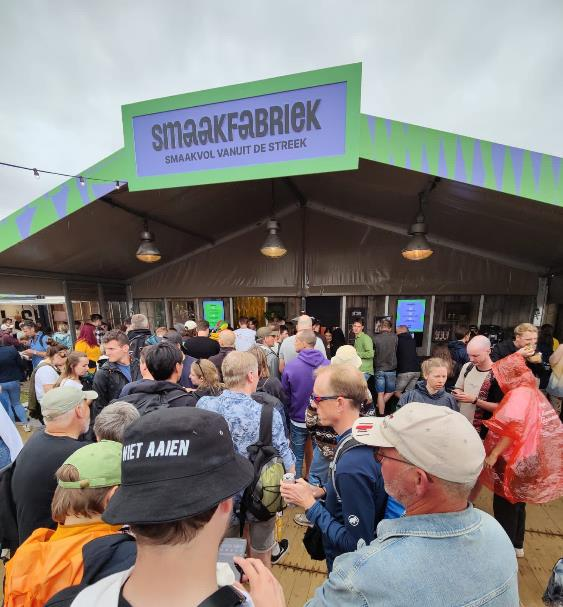 SMAAKFABRIEK
SMAAKVOL VANUIT DE STREEK
NIET AAIEN